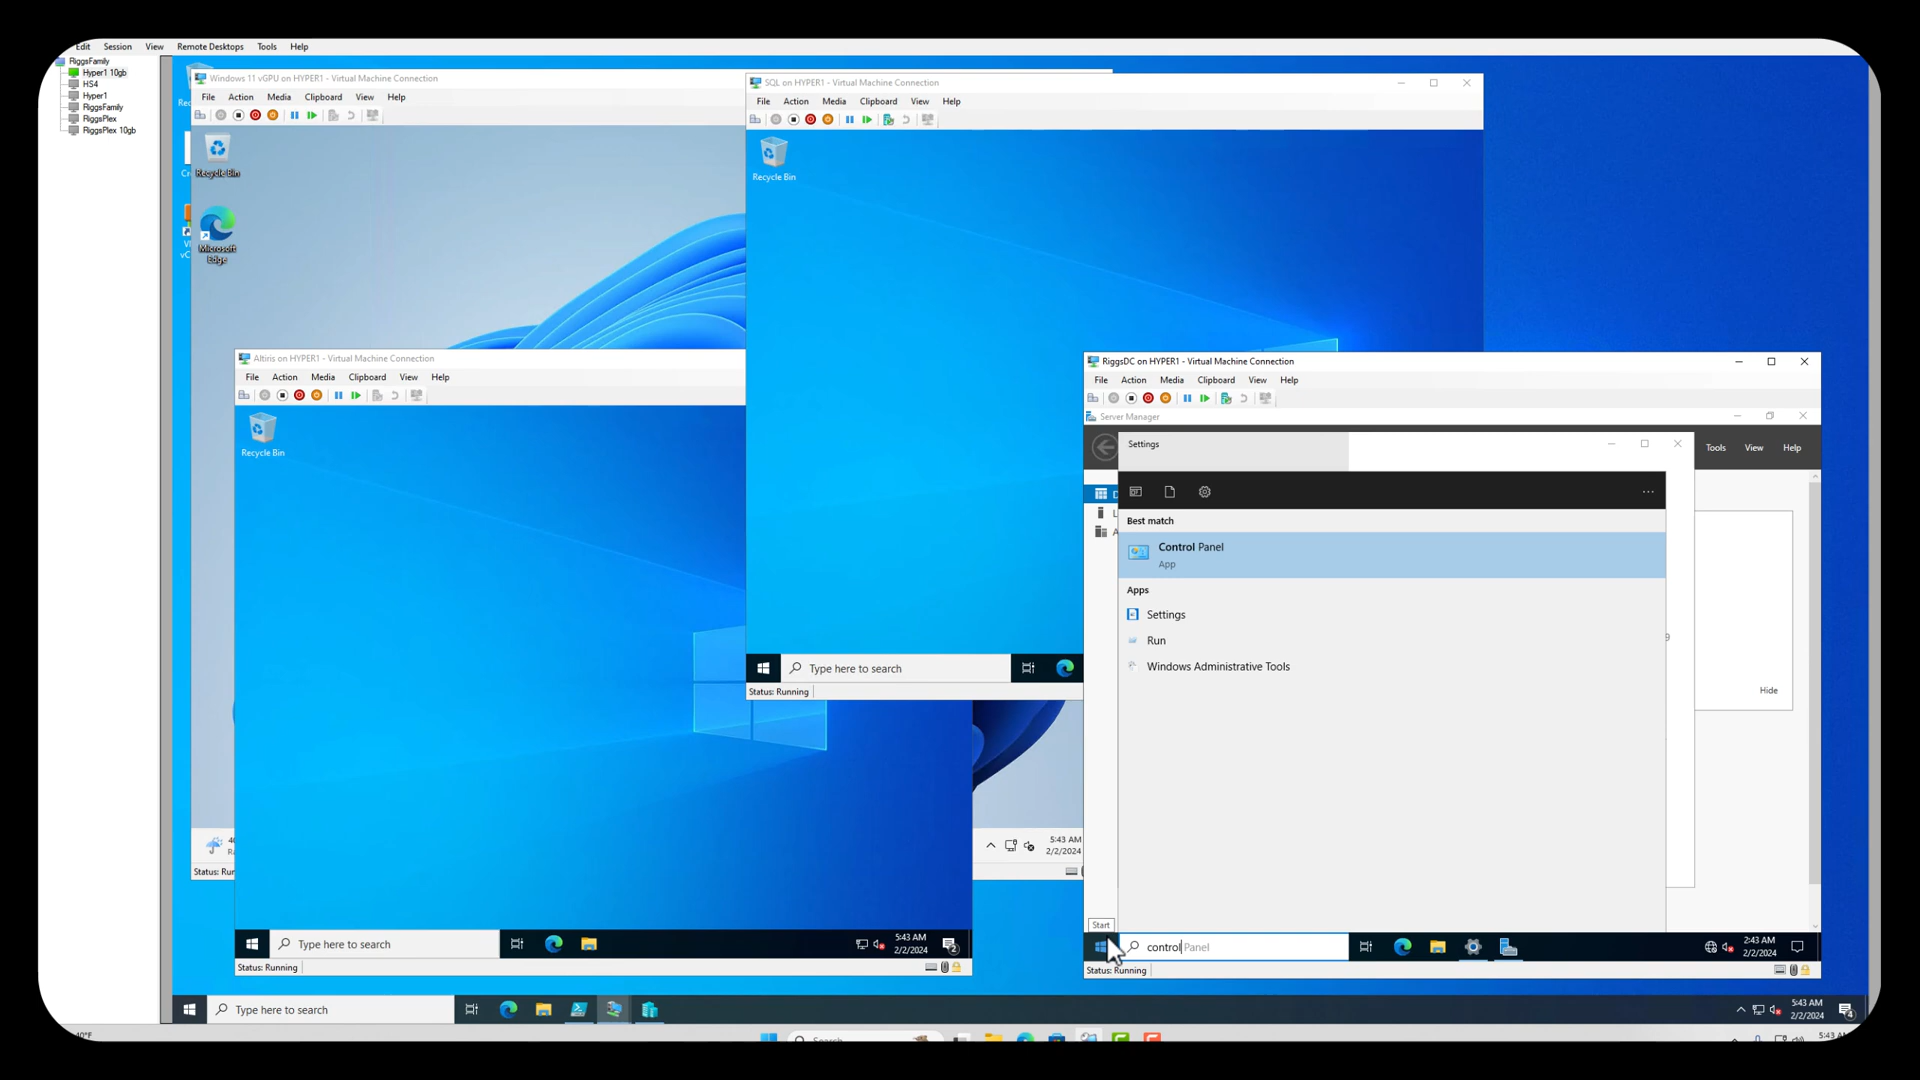 Edit Session View Remote Desktops Tools Help
RiggsFamily
Hyper1 10gb
HS4
Hyper1
RiggsFamily
RiggsPlex
RiggsPlex 10gb
Windows 11 vGPU on HYPER1 - Virtual Machine Connection
File Action Media Clipboard View Help
Recycle Bin
Microsoft
Edge
5:43 AM
2/2/2024
SQL on HYPER1 - Virtual Machine Connection
File Action Media Clipboard View Help
Recycle Bin
Type here to search
Status: Running
Altiris on HYPER1 - Virtual Machine Connection
File Action Media Clipboard View Help
Recycle Bin
Type here to search
5:43 AM
2/2/2024
2
Status: Running
RiggsDC on HYPER1 - Virtual Machine Connection
File Action Media Clipboard View Help
Server Manager
Tools View Help
Settings
Best match
Control Panel
App
Apps
Settings
Run
Windows Administrative Tools
Hide
Start
control Panel
2:43 AM
2/2/2024
Status: Running
Type here to search
5:43 AM
2/2/2024
4
Search